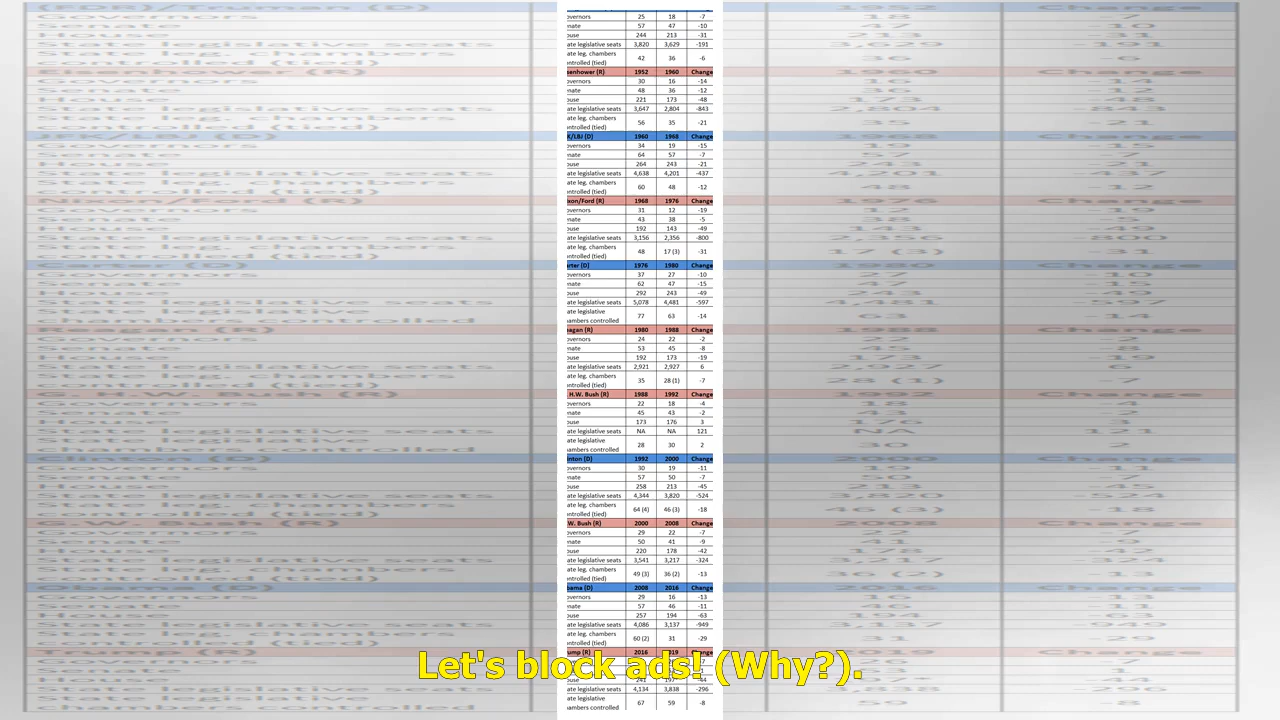 overnors 25 18 -7
enate 57 47 -10
ouse 244 213 -31
ate legislative seats 3,820 3,629 -191
ate leg. chambers
ntrolled (tied) 42 36 -6
senhower (R) 1952 1960 Change
overnors 30 16 -14
enate 48 36 -12
ouse 221 173 -48
ate legislative seats 3,647 2,804 -843
ate leg. chambers
ntrolled (tied) 56 35 -21
K/LBJ (D) 1960 1968 Change
overnors 34 19 -15
enate 64 57 -7
ouse 264 243 -21
ate legislative seats 4,638 4,201 -437
ate leg. chambers
ntrolled (tied) 60 48 -12
xon/Ford (R) 1968 1976 Change
overnors 31 12 -19
enate 43 38 -5
ouse 192 143 -49
ate legislative seats 3,156 2,356 -800
ate leg. chambers
ntrolled (tied) 48 17 (3) -31
arter (D) 1976 1980 Change
overnors 37 27 -10
enate 62 47 -15
ouse 292 243 -49
ate legislative seats 5,078 4,481 -597
ate legislative
ambers controlled 77 63 -14
eagan (R) 1980 1988 Change
overnors 24 22 -2
enate 53 45 -8
ouse 192 173 -19
ate legislative seats 2,921 2,927 6
ate leg. chambers
ntrolled (tied) 35 28 (1) -7
H.W. Bush (R) 1988 1992 Change
overnors 22 18 -4
enate 45 43 -2
ouse 173 176 3
ate legislative seats NA NA 121
ate legislative
ambers controlled 28 30 2
inton (D) 1992 2000 Change
overnors 30 19 -11
enate 57 50 -7
ouse 258 213 -45
ate legislative seats 4,344 3,820 -524
ate leg. chambers
ntrolled (tied) 64 (4) 46 (3) -18
W. Bush (R) 2000 2008 Change
overnors 29 22 -7
enate 50 41 -9
ouse 220 178 -42
ate legislative seats 3,541 3,217 -324
ate leg. chambers
ntrolled (tied) 49 (3) 36 (2) -13
bama (D) 2008 2016 Change
overnors 29 16 -13
enate 57 46 -11
ouse 257 194 -63
ate legislative seats 4,086 3,137 -949
ate leg. chambers
ntrolled (tied) 60 (2) 31 -29
ump (R) 2016 2019 Change
Let's block ads! (Why?).
ate legislative seats 4,134 3,838 -296
ate legislative
ambers controlled 67 59 -8